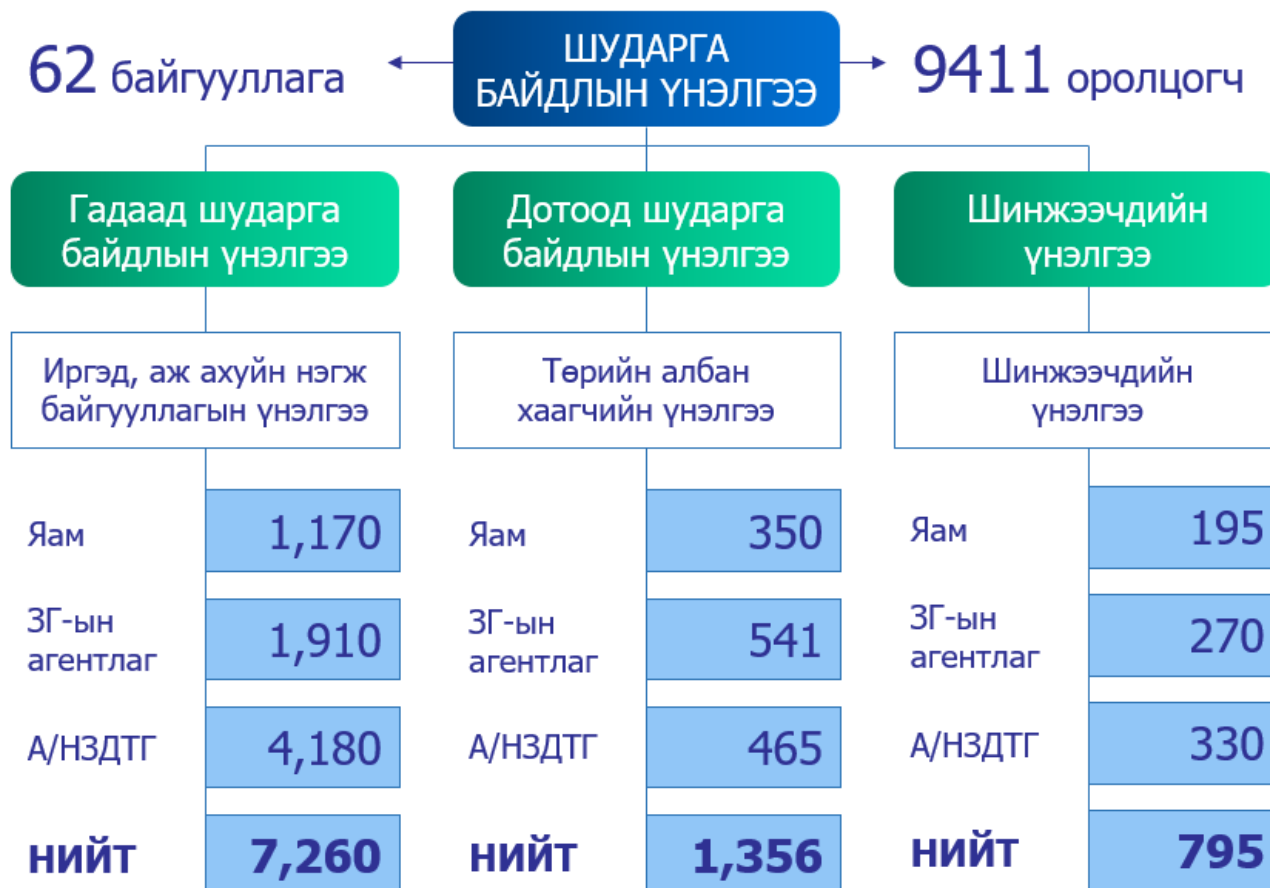 62 байгууллага
ШУДАРГА
БАЙДЛЫН ҮНЭЛГЭЭ
9411 оролцогч
Гадаад шударга
байдлын үнэлгээ
Дотоод шударга
байдлын үнэлгээ
Шинжээчдийн
үнэлгээ
Иргэд, аж ахуйн нэгж
байгууллагын үнэлгээ
Төрийн албан
хаагчийн үнэлгээ
Шинжээчдийн
үнэлгээ
Яам 1,170
ЗГ-ын
агентлаг 1,910
А/НЗДТГ 4,180
НИЙТ 7,260
Яам 350
ЗГ-ын
агентлаг 541
А/НЗДТГ 465
НИЙТ 1,356
Яам 195
ЗГ-ын
агентлаг 270
А/НЗДТГ 330
НИЙТ 795